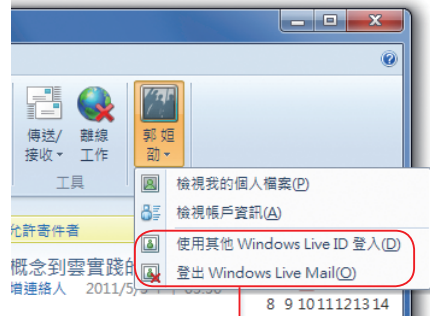 傳送/
接收
離線
工作
郭 姮
劭
工具
檢視我的個人檔案(P)
檢視帳戶資訊(A)
使用其他 Windows Live ID 登入(D)
登出 Windows Live Mail(O)
允許寄件者
概念到雲實踐的
增連絡人 2011/5/
8 9 10 11 12 13 14